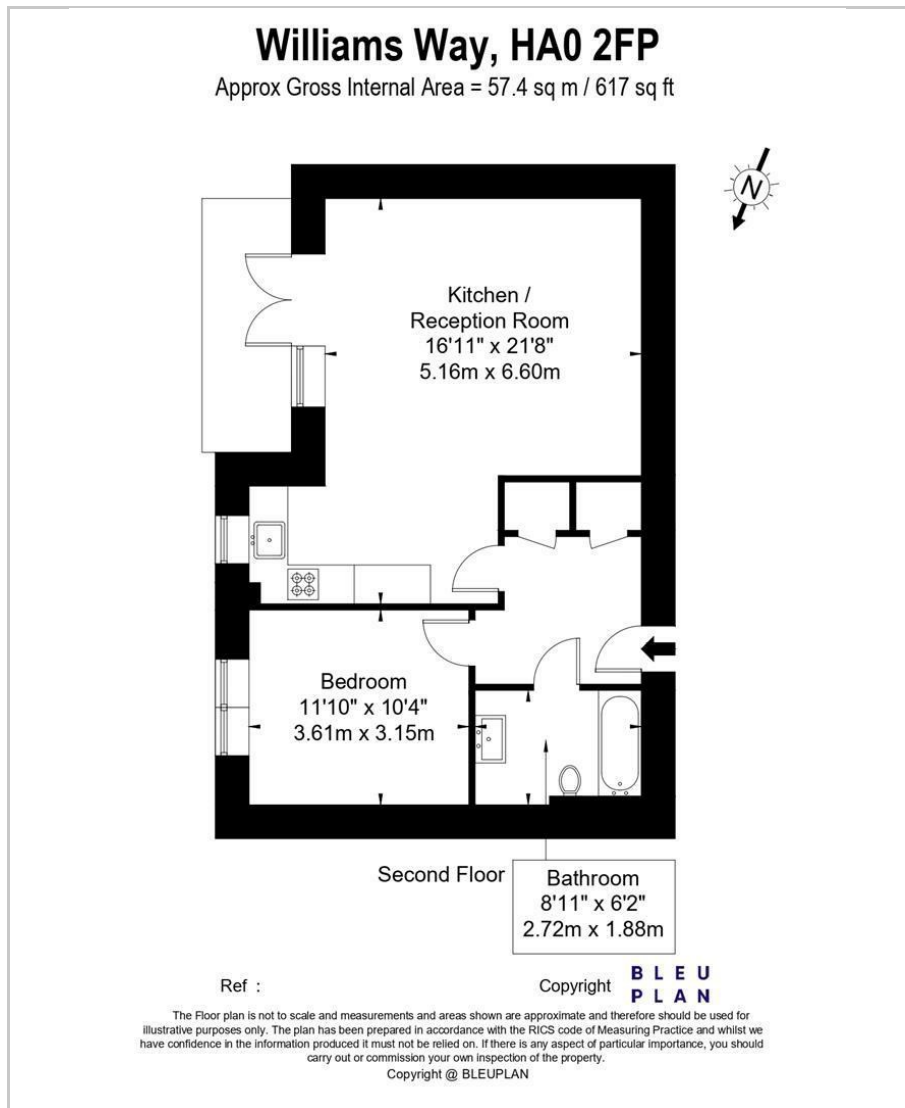 Williams Way, HA0 2FP
Approx Gross Internal Area = 57.4 sq m / 617 sq ft
N
Kitchen /
Reception Room
16'11" x 21'8"
5.16m x 6.60m
Bedroom
11'10" x 10'4"
3.61m x 3.15m
Second Floor
Bathroom
8'11" x 6'2"
2.72m x 1.88m
Ref :
Copyright
BLEU
PLAN
The Floor plan is not to scale and measurements and areas shown are approximate and therefore should be used for
illustrative purposes only. The plan has been prepared in accordance with the RICS code of Measuring Practice and whilst we
have confidence in the information produced it must not be relied on. If there is any aspect of particular importance, you should
carry out or commission your own inspection of the property.
Copyright @ BLEUPLAN